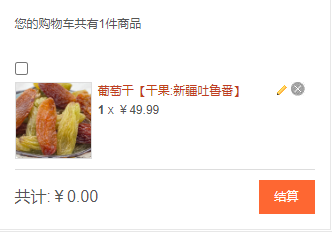 您的购物车共有1件商品
葡萄干【干果:新疆吐鲁番】
1 x ￥49.99
共计:￥0.00
结算